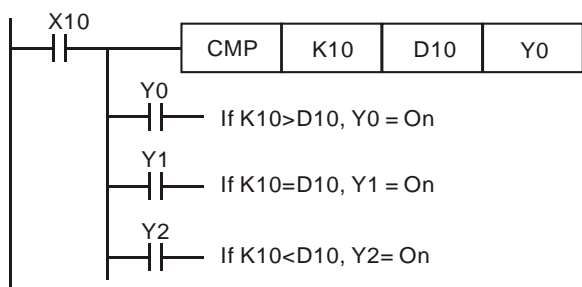 X10
CMP K10 D10 Y0
Y0
If K10>D10, Y0 = On
Y1
If K10=D10, Y1 = On
Y2
If K10<D10, Y2= On